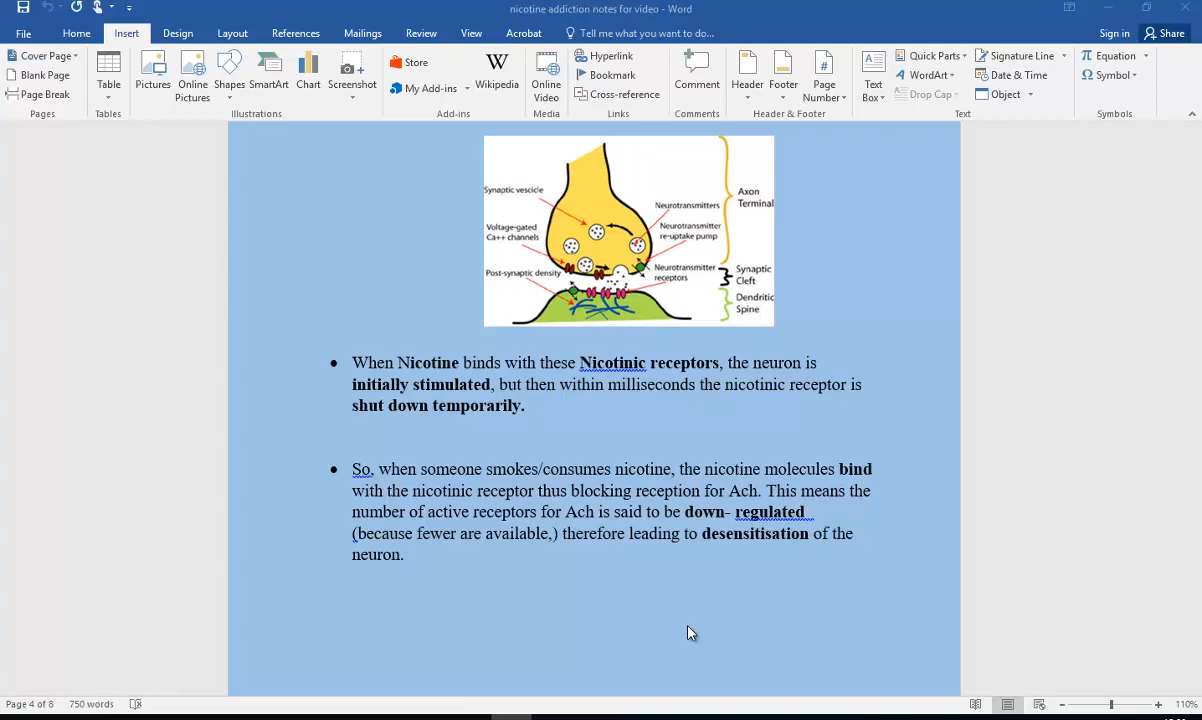 nicotine addiction notes for video - Word
File Home Insert Design Layout References Mailings Review View Acrobat Tell me what you want to do... Sign in Share
Cover Page
Blank Page
Page Break
Pages
Table
Tables
Pictures
Online Pictures
Shapes
SmartArt
Chart
Screenshot
Illustrations
Store
My Add-ins
W
Wikipedia
Add-ins
Online Video
Media
Hyperlink
Bookmark
Cross-reference
Links
Comment
Comments
Header
Footer
Page Number
Header & Footer
Text Box
Quick Parts
WordArt
Drop Cap
Signature Line
Date & Time
Object
Text
Equation
Symbol
Symbols
Synaptic vescicle
Voltage-gated
Ca++ channels
Post-synaptic density
Neurotransmitters
Neurotransmitter
re-uptake pump
Neurotransmitter
receptors
Axon
Terminal
Synaptic
Cleft
Dendritic
Spine
• When Nicotine binds with these Nicotinic receptors, the neuron is
initially stimulated, but then within milliseconds the nicotinic receptor is
shut down temporarily.
• So, when someone smokes/consumes nicotine, the nicotine molecules bind
with the nicotinic receptor thus blocking reception for Ach. This means the
number of active receptors for Ach is said to be down- regulated
(because fewer are available,) therefore leading to desensitisation of the
neuron.
Page 4 of 8 750 words 110%